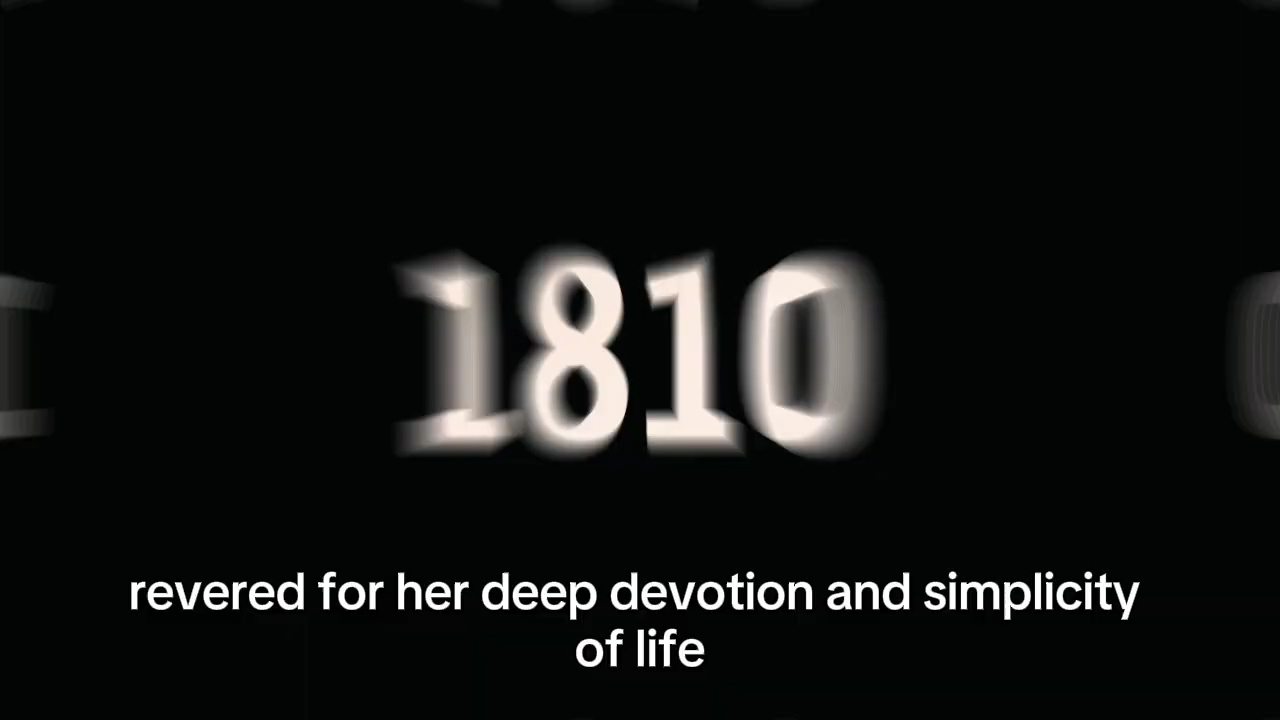 1810
revered for her deep devotion and simplicity
of life